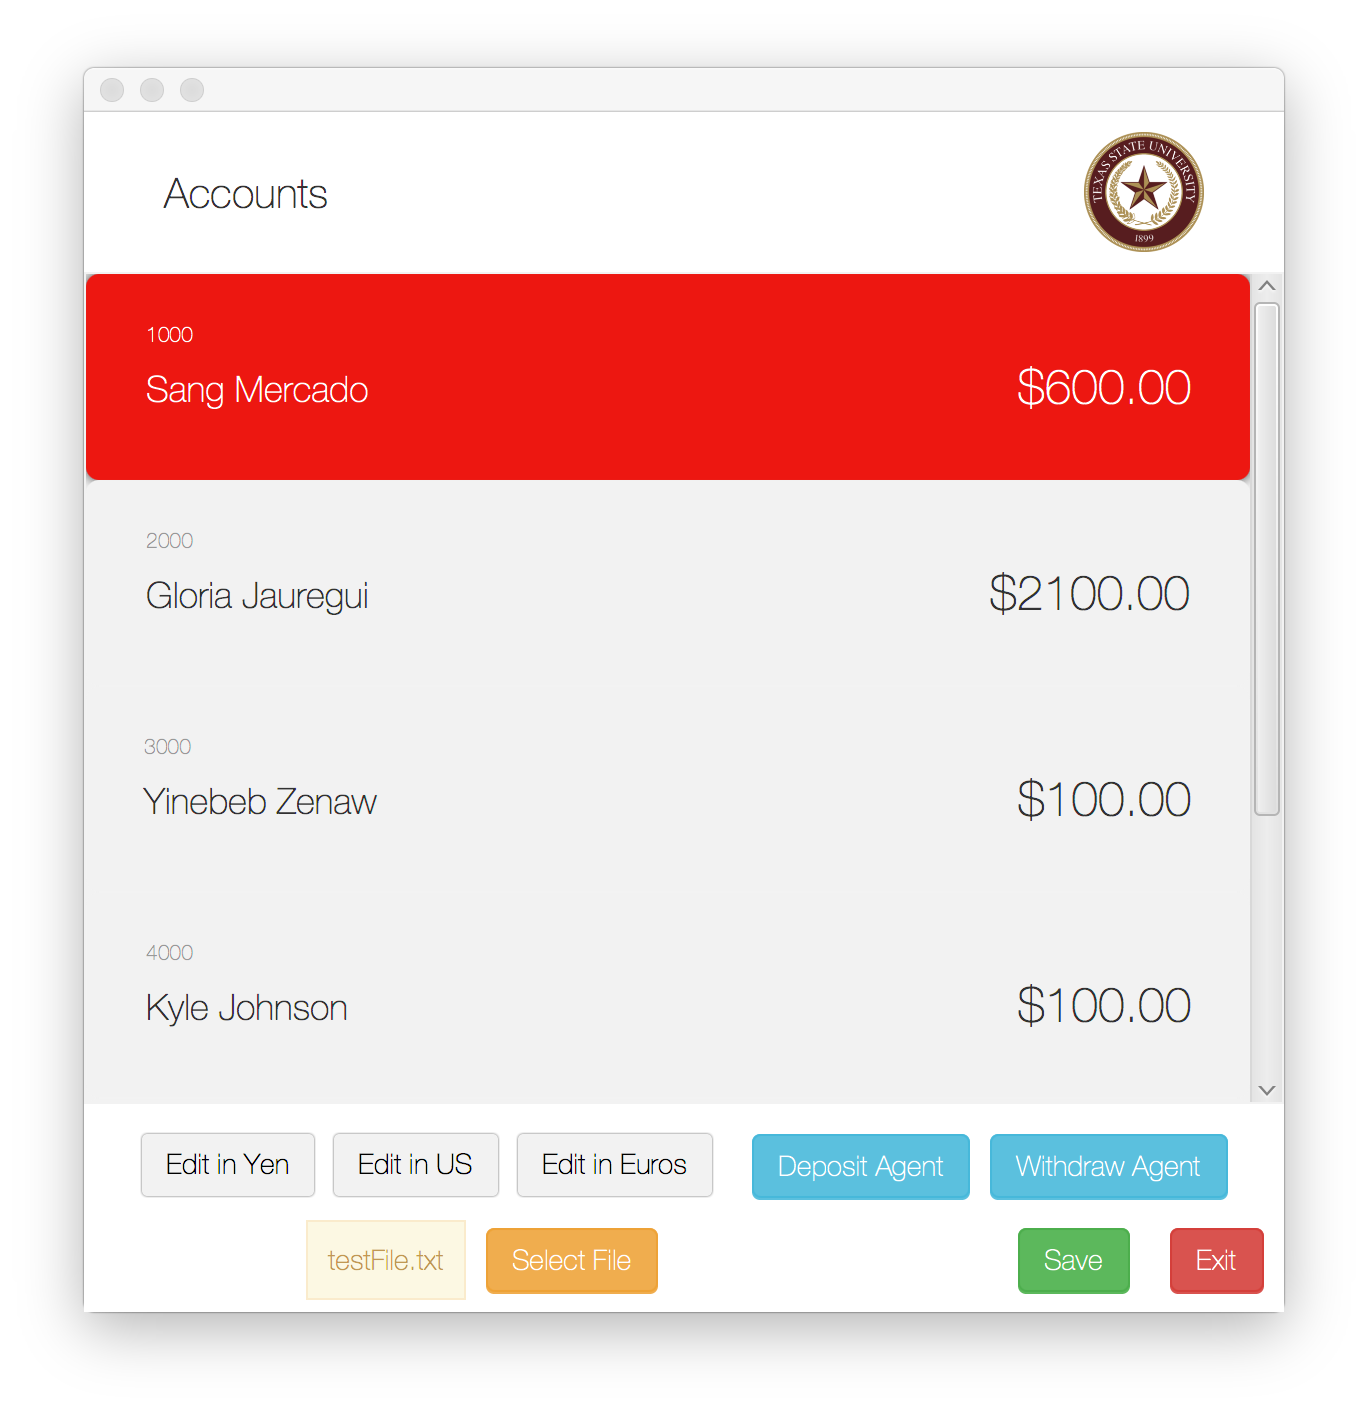 Accounts
TEXAS STATE UNIVERSITY
1899
1000
Sang Mercado
$600.00
2000
Gloria Jauregui
$2100.00
3000
Yinebeb Zenaw
$100.00
4000
Kyle Johnson
$100.00
Edit in Yen
Edit in US
Edit in Euros
Deposit Agent
Withdraw Agent
testFile.txt
Select File
Save
Exit